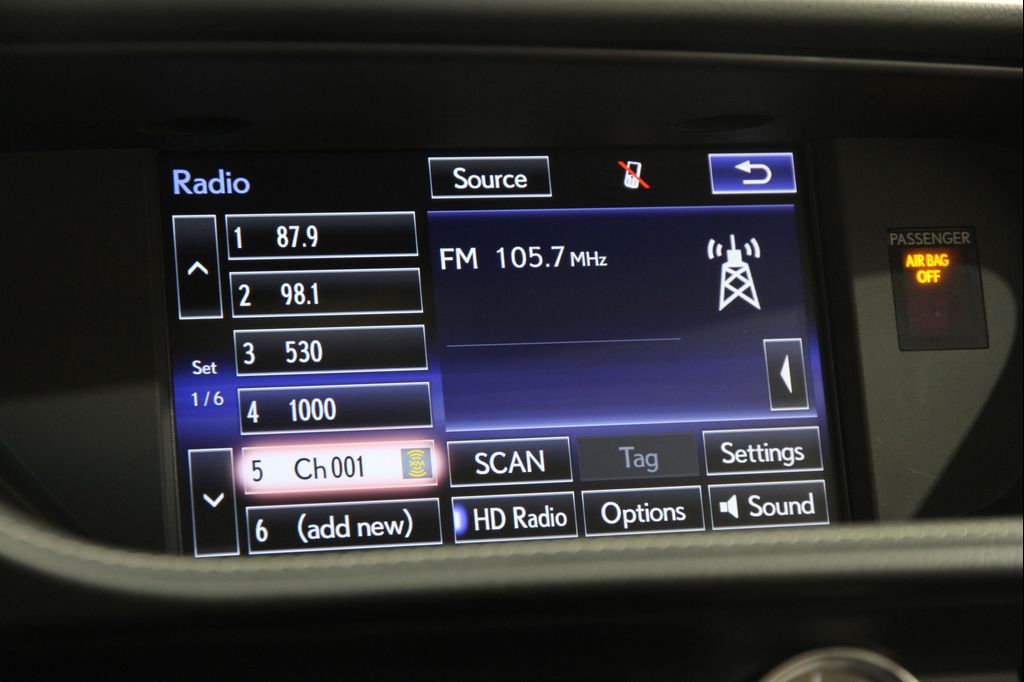 Radio
Source
1 87.9
2 98.1
3 530
4 1000
5 Ch 001
6 (add new)
Set
1/6
FM 105.7 MHz
SCAN
Tag
Settings
HD Radio
Options
Sound
PASSENGER
AIR BAG
OFF